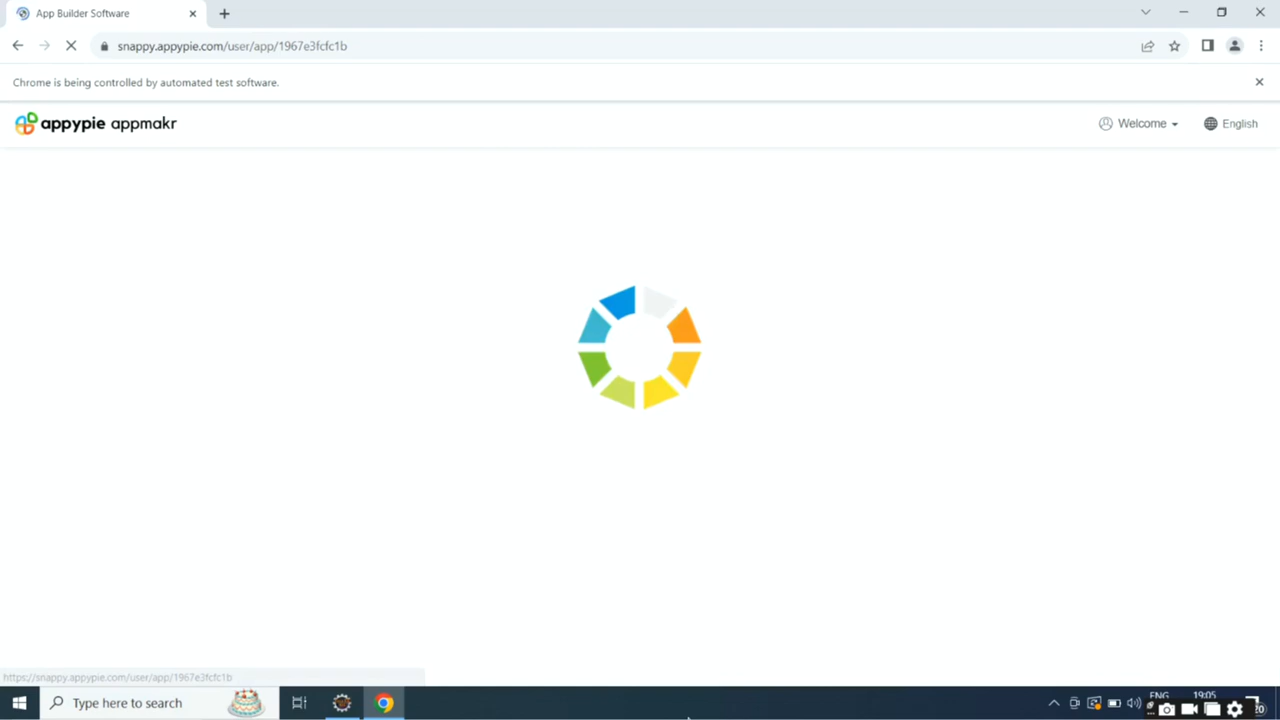 App Builder Software
snappy.appypie.com/user/app/1967e3fcfc1b
Chrome is being controlled by automated test software.
appypie appmakr
Welcome
English
https://snappy.appypie.com/user/app/1967e3fcfc1b
Type here to search
ENG
19:05
20